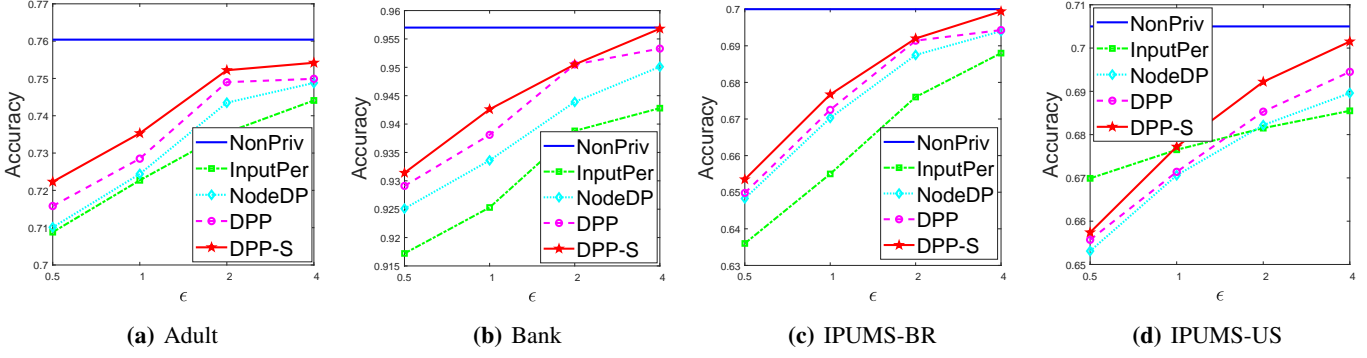 0.77
0.76
0.75
0.74
0.73
0.72
0.71
0.7
Accuracy
NonPriv
InputPer
NodeDP
DPP
DPP-S
0.5 1 2 4
ϵ
(a) Adult
0.96
0.955
0.95
0.945
0.94
0.935
0.93
0.925
0.92
0.915
Accuracy
NonPriv
InputPer
NodeDP
DPP
DPP-S
0.5 1 2 4
ϵ
(b) Bank
0.7
0.69
0.68
0.67
0.66
0.65
0.64
0.63
Accuracy
NonPriv
InputPer
NodeDP
DPP
DPP-S
0.5 1 2 4
ϵ
(c) IPUMS-BR
0.71
0.7
0.69
0.68
0.67
0.66
0.65
Accuracy
NonPriv
InputPer
NodeDP
DPP
DPP-S
0.5 1 2 4
ϵ
(d) IPUMS-US